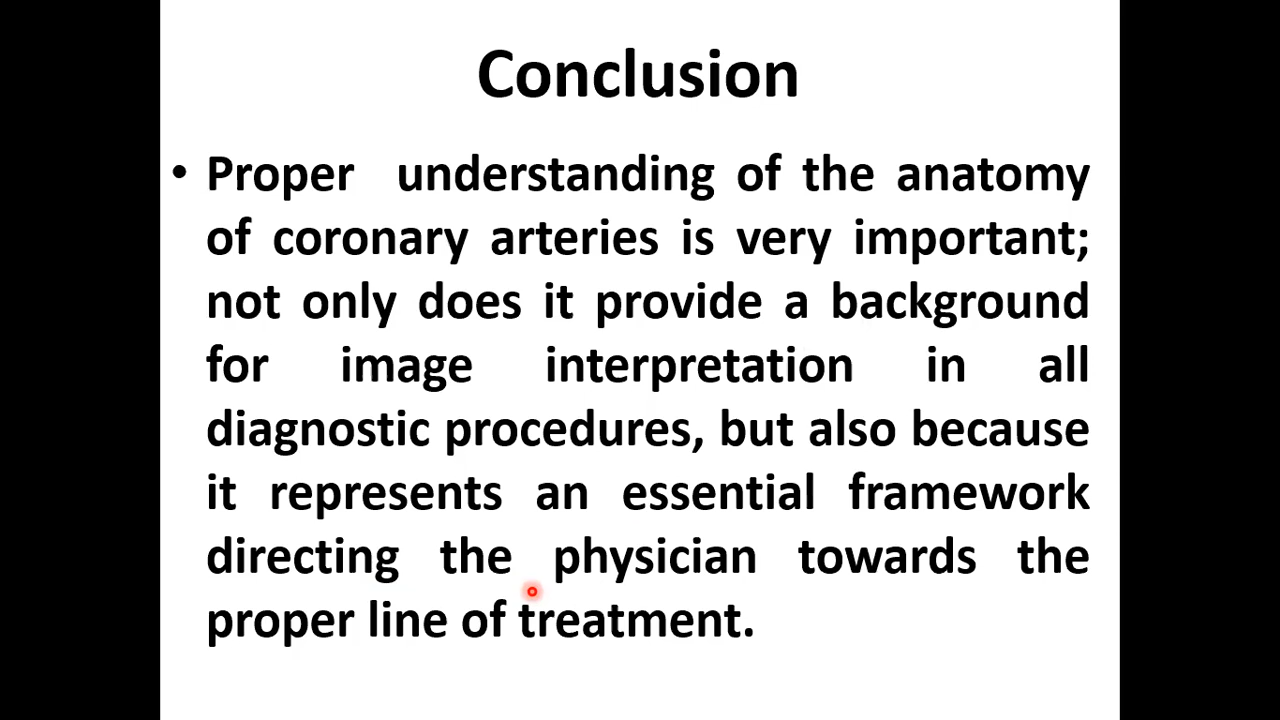 Conclusion
• Proper understanding of the anatomy
of coronary arteries is very important;
not only does it provide a background
for image interpretation in all
diagnostic procedures, but also because
it represents an essential framework
directing the physician towards the
proper line of treatment.